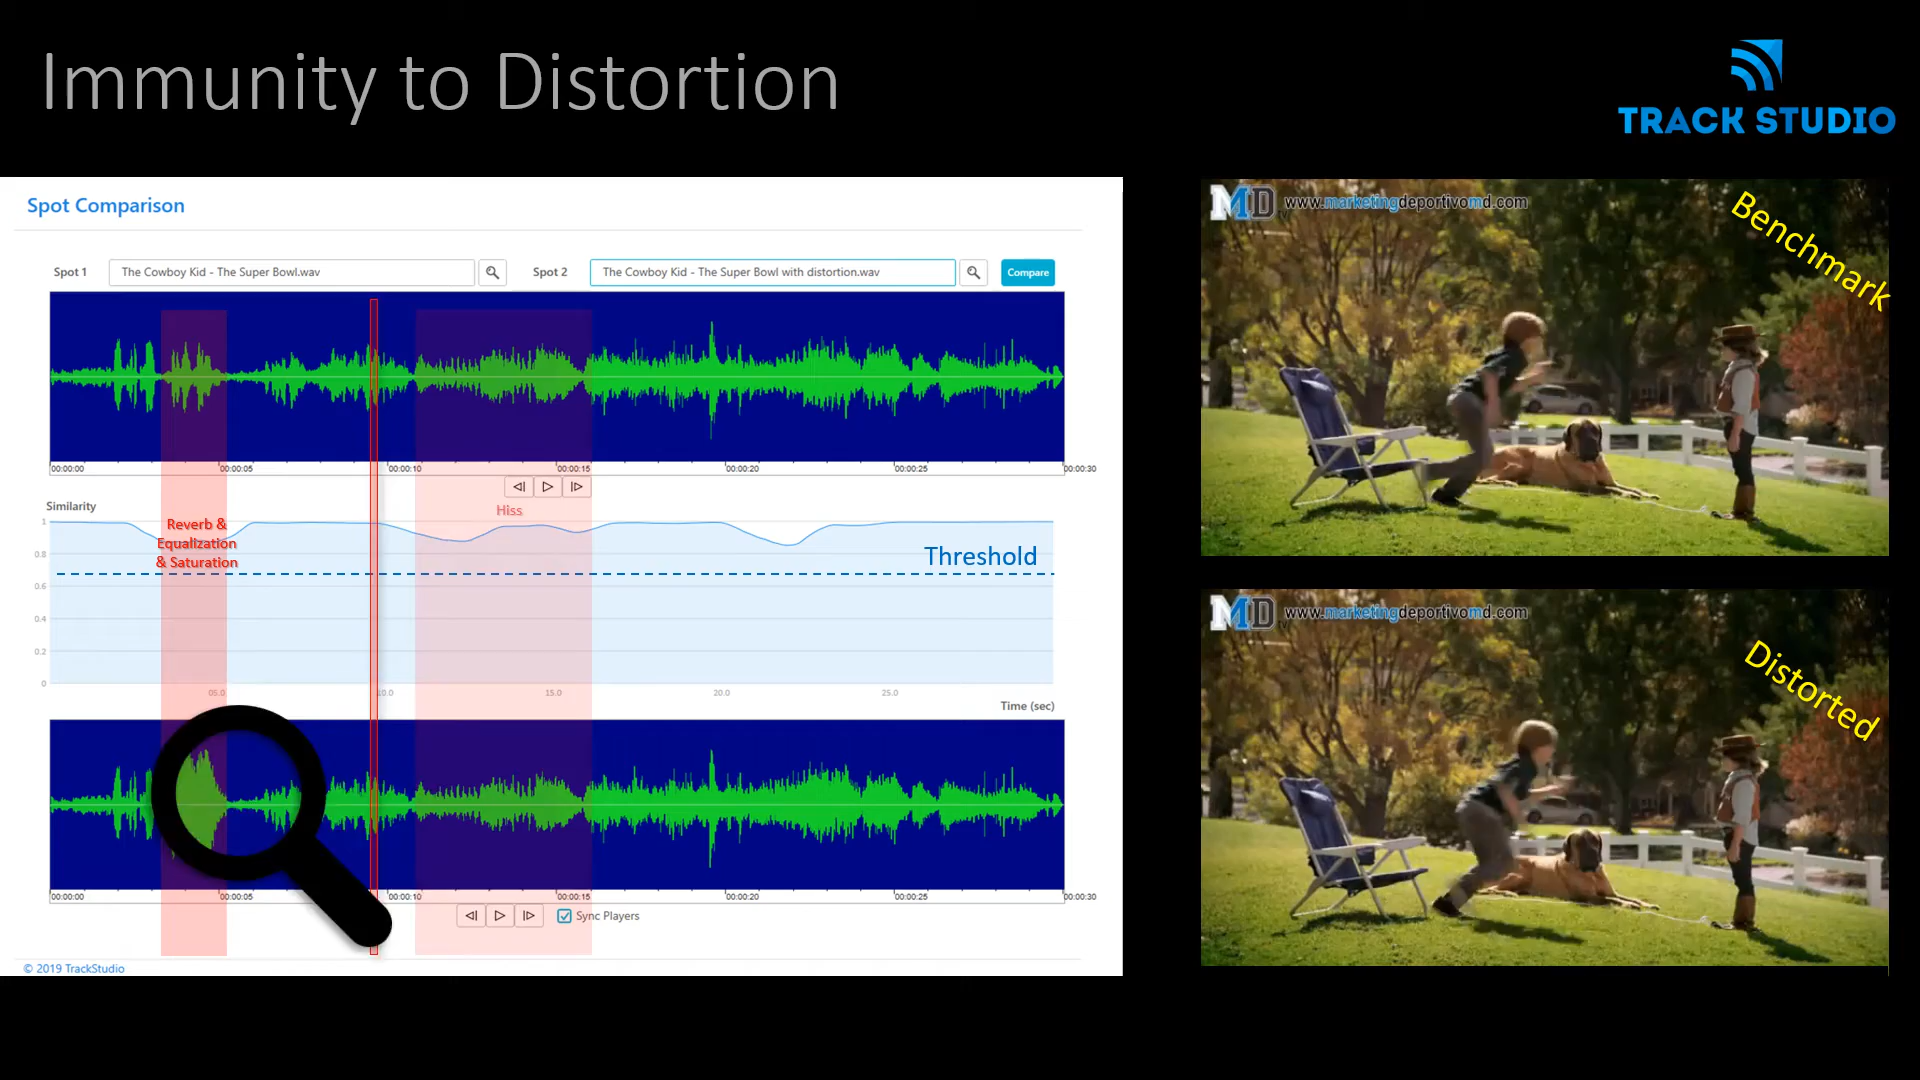 Immunity to Distortion
TRACK STUDIO
Spot Comparison
Spot 1
The Cowboy Kid - The Super Bowl.wav
Spot 2
The Cowboy Kid - The Super Bowl with distortion.wav
Compare
00:00:00
00:00:05
00:00:10
00:00:15
00:00:20
00:00:25
00:00:30
Similarity
Hiss
Reverb &
Equalization
& Saturation
Threshold
1
0.8
0.6
0.4
0.2
0
05.0
10.0
15.0
20.0
25.0
Time (sec)
00:00:00
00:00:05
00:00:10
00:00:15
00:00:20
00:00:25
00:00:30
Sync Players
© 2019 TrackStudio
MD www.marketingdeportivomd.com
Benchmark
MD www.marketingdeportivomd.com
Distorted